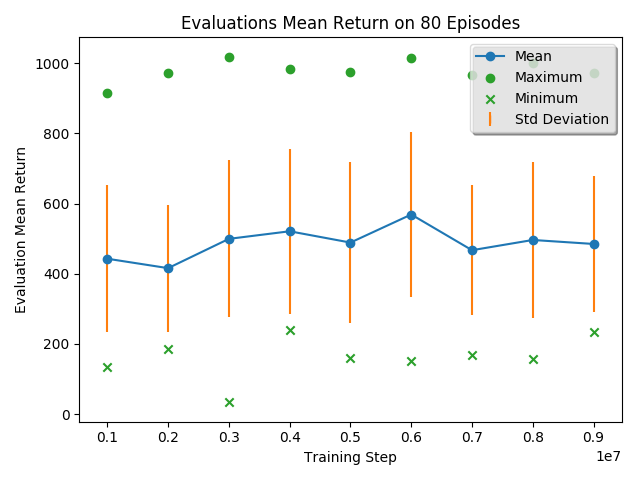 Evaluations Mean Return on 80 Episodes
Evaluation Mean Return
1000
800
600
400
200
0
Mean
Maximum
Minimum
Std Deviation
0.1 0.2 0.3 0.4 0.5 0.6 0.7 0.8 0.9
1e7
Training Step